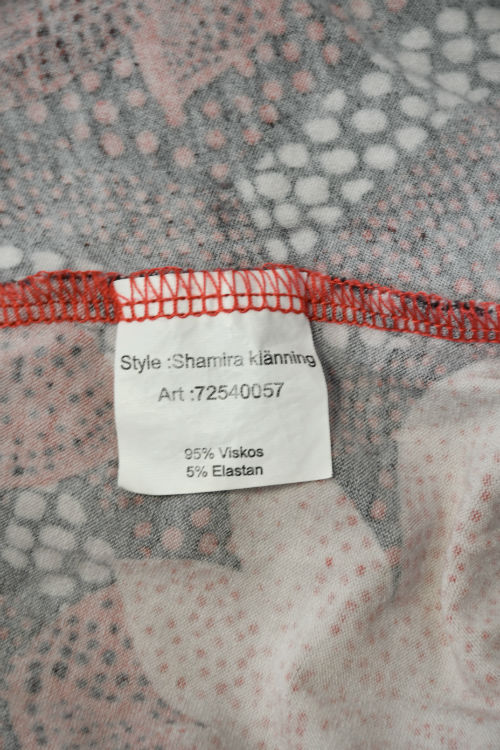 Style :Shamira klänning
Art :72540057
95% Viskos
5% Elastan